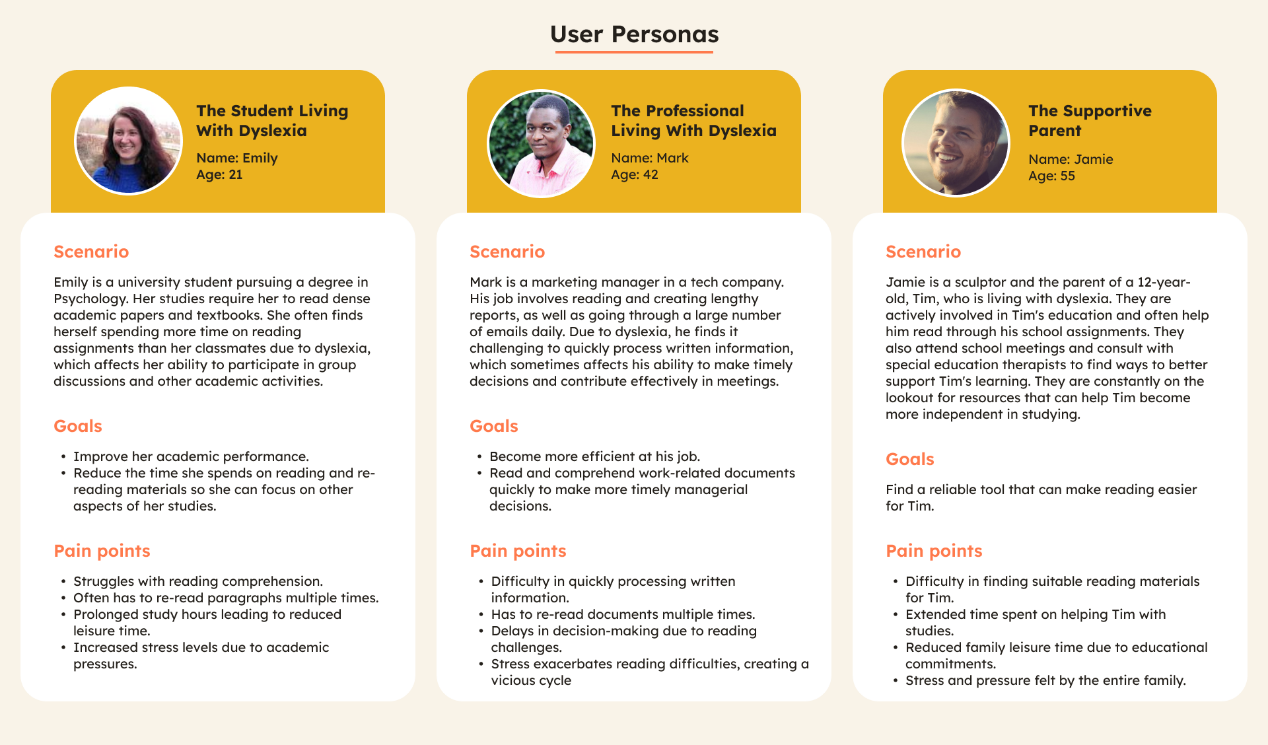 User Personas
The Student Living
With Dyslexia
Name: Emily
Age: 21
Scenario
Emily is a university student pursuing a degree in
Psychology. Her studies require her to read dense
academic papers and textbooks. She often finds
herself spending more time on reading
assignments than her classmates due to dyslexia,
which affects her ability to participate in group
discussions and other academic activities.
Goals
• Improve her academic performance.
• Reduce the time she spends on reading and re-
reading materials so she can focus on other
aspects of her studies.
Pain points
• Struggles with reading comprehension.
• Often has to re-read paragraphs multiple times.
• Prolonged study hours leading to reduced
leisure time.
• Increased stress levels due to academic
pressures.
The Professional
Living With Dyslexia
Name: Mark
Age: 42
Scenario
Mark is a marketing manager in a tech company.
His job involves reading and creating lengthy
reports, as well as going through a large number
of emails daily. Due to dyslexia, he finds it
challenging to quickly process written information,
which sometimes affects his ability to make timely
decisions and contribute effectively in meetings.
Goals
• Become more efficient at his job.
• Read and comprehend work-related documents
quickly to make more timely managerial
decisions.
Pain points
• Difficulty in quickly processing written
information.
• Has to re-read documents multiple times.
• Delays in decision-making due to reading
challenges.
• Stress exacerbates reading difficulties, creating a
vicious cycle
The Supportive
Parent
Name: Jamie
Age: 55
Scenario
Jamie is a sculptor and the parent of a 12-year-
old, Tim, who is living with dyslexia. They are
actively involved in Tim's education and often help
him read through his school assignments. They
also attend school meetings and consult with
special education therapists to find ways to better
support Tim's learning. They are constantly on the
lookout for resources that can help Tim become
more independent in studying.
Goals
Find a reliable tool that can make reading easier
for Tim.
Pain points
• Difficulty in finding suitable reading materials
for Tim.
• Extended time spent on helping Tim with
studies.
• Reduced family leisure time due to educational
commitments.
• Stress and pressure felt by the entire family.